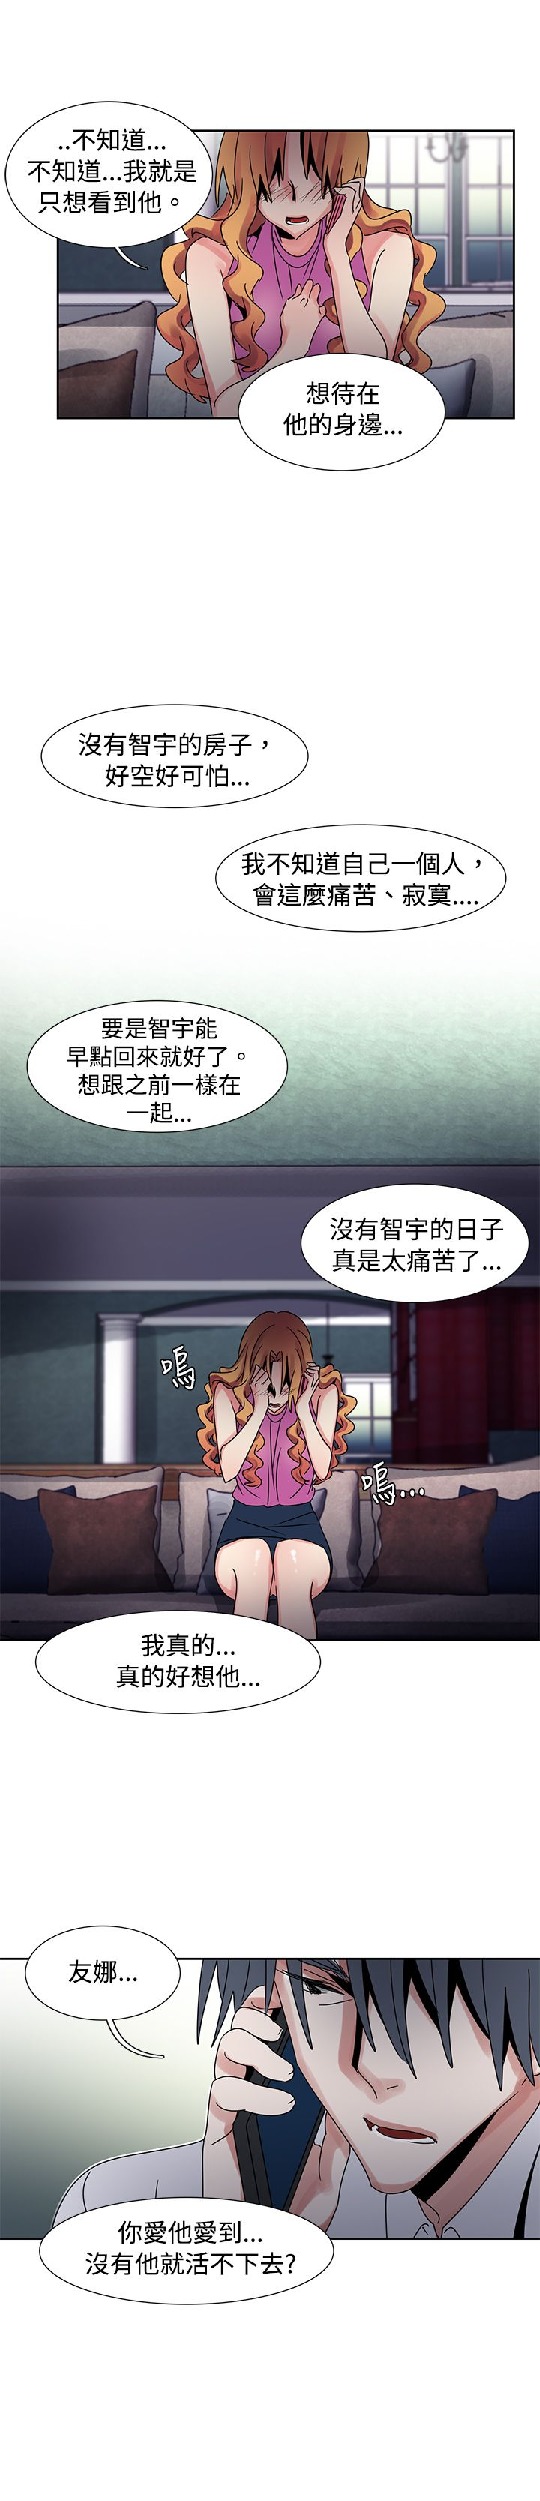 ..不知道...
不知道...我就是
只想看到他。
想待在
他的身邊...
沒有智宇的房子，
好空好可怕...
我不知道自己一個人，
會這麼痛苦、寂寞....
要是智宇能
早點回來就好了。
想跟之前一樣在
一起...
沒有智宇的日子
真是太痛苦了...
嗚
嗚...
我真的...
真的好想他...
友娜...
你愛他愛到...
沒有他就活不下去?